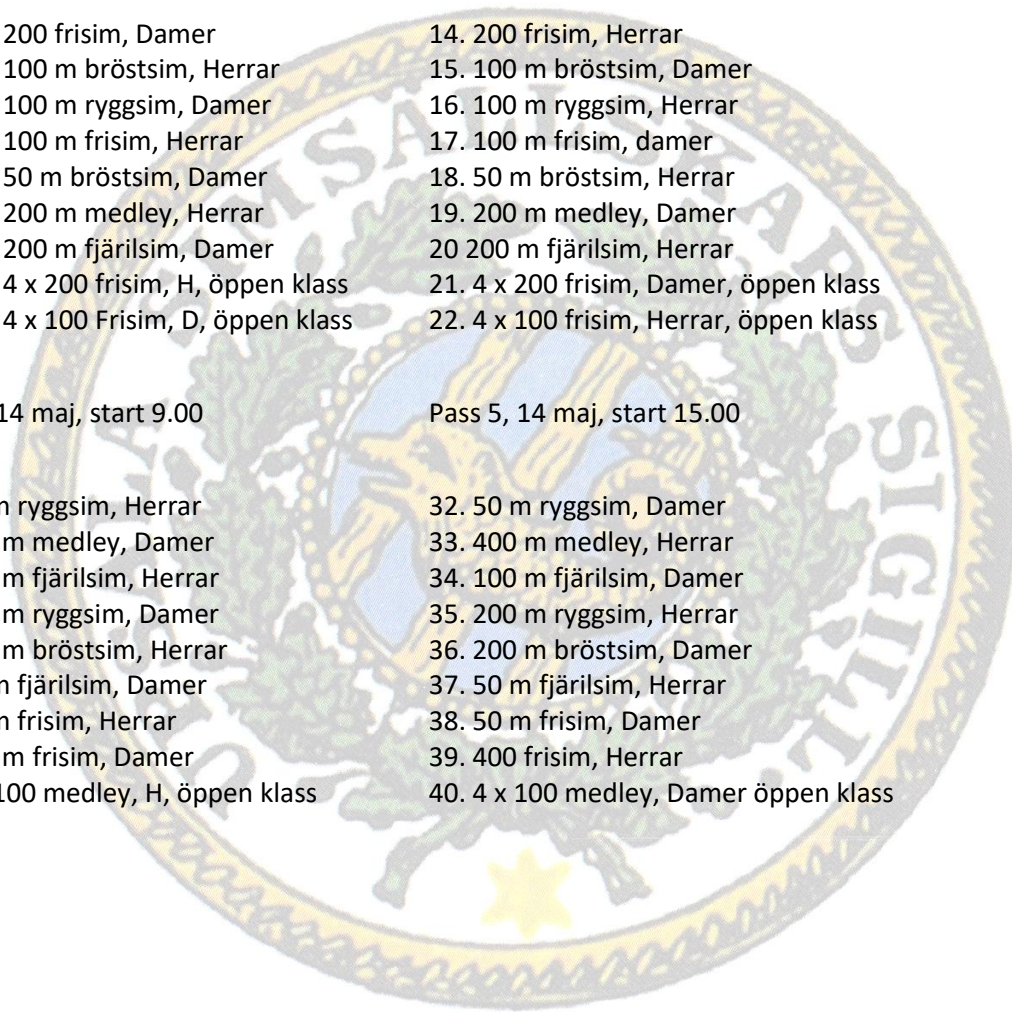 200 frisim, Damer
100 m bröstsim, Herrar
100 m ryggsim, Damer
100 m frisim, Herrar
50 m bröstsim, Damer
200 m medley, Herrar
200 m fjärilsim, Damer
4 x 200 frisim, H, öppen klass
4 x 100 Frisim, D, öppen klass
14. 200 frisim, Herrar
15. 100 m bröstsim, Damer
16. 100 m ryggsim, Herrar
17. 100 m frisim, damer
18. 50 m bröstsim, Herrar
19. 200 m medley, Damer
20 200 m fjärilsim, Herrar
21. 4 x 200 frisim, Damer, öppen klass
22. 4 x 100 frisim, Herrar, öppen klass
14 maj, start 9.00
m ryggsim, Herrar
m medley, Damer
m fjärilsim, Herrar
m ryggsim, Damer
m bröstsim, Herrar
m fjärilsim, Damer
m frisim, Herrar
m frisim, Damer
100 medley, H, öppen klass
Pass 5, 14 maj, start 15.00
32. 50 m ryggsim, Damer
33. 400 m medley, Herrar
34. 100 m fjärilsim, Damer
35. 200 m ryggsim, Herrar
36. 200 m bröstsim, Damer
37. 50 m fjärilsim, Herrar
38. 50 m frisim, Damer
39. 400 frisim, Herrar
40. 4 x 100 medley, Damer öppen klass
UPSALA SIMSÄLLSKAPS SIGILL.